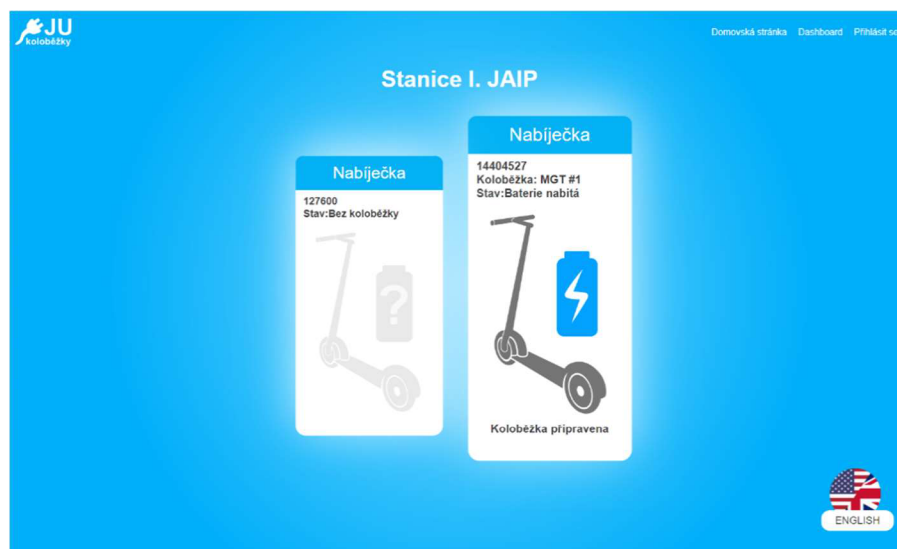 JU
koloběžky
Domovská stránka Dashboard Přihlásit se
Stanice I. JAIP
Nabíječka
127600
Stav:Bez koloběžky
?
Nabíječka
14404527
Koloběžka: MGT #1
Stav:Baterie nabitá
Koloběžka připravena
ENGLISH